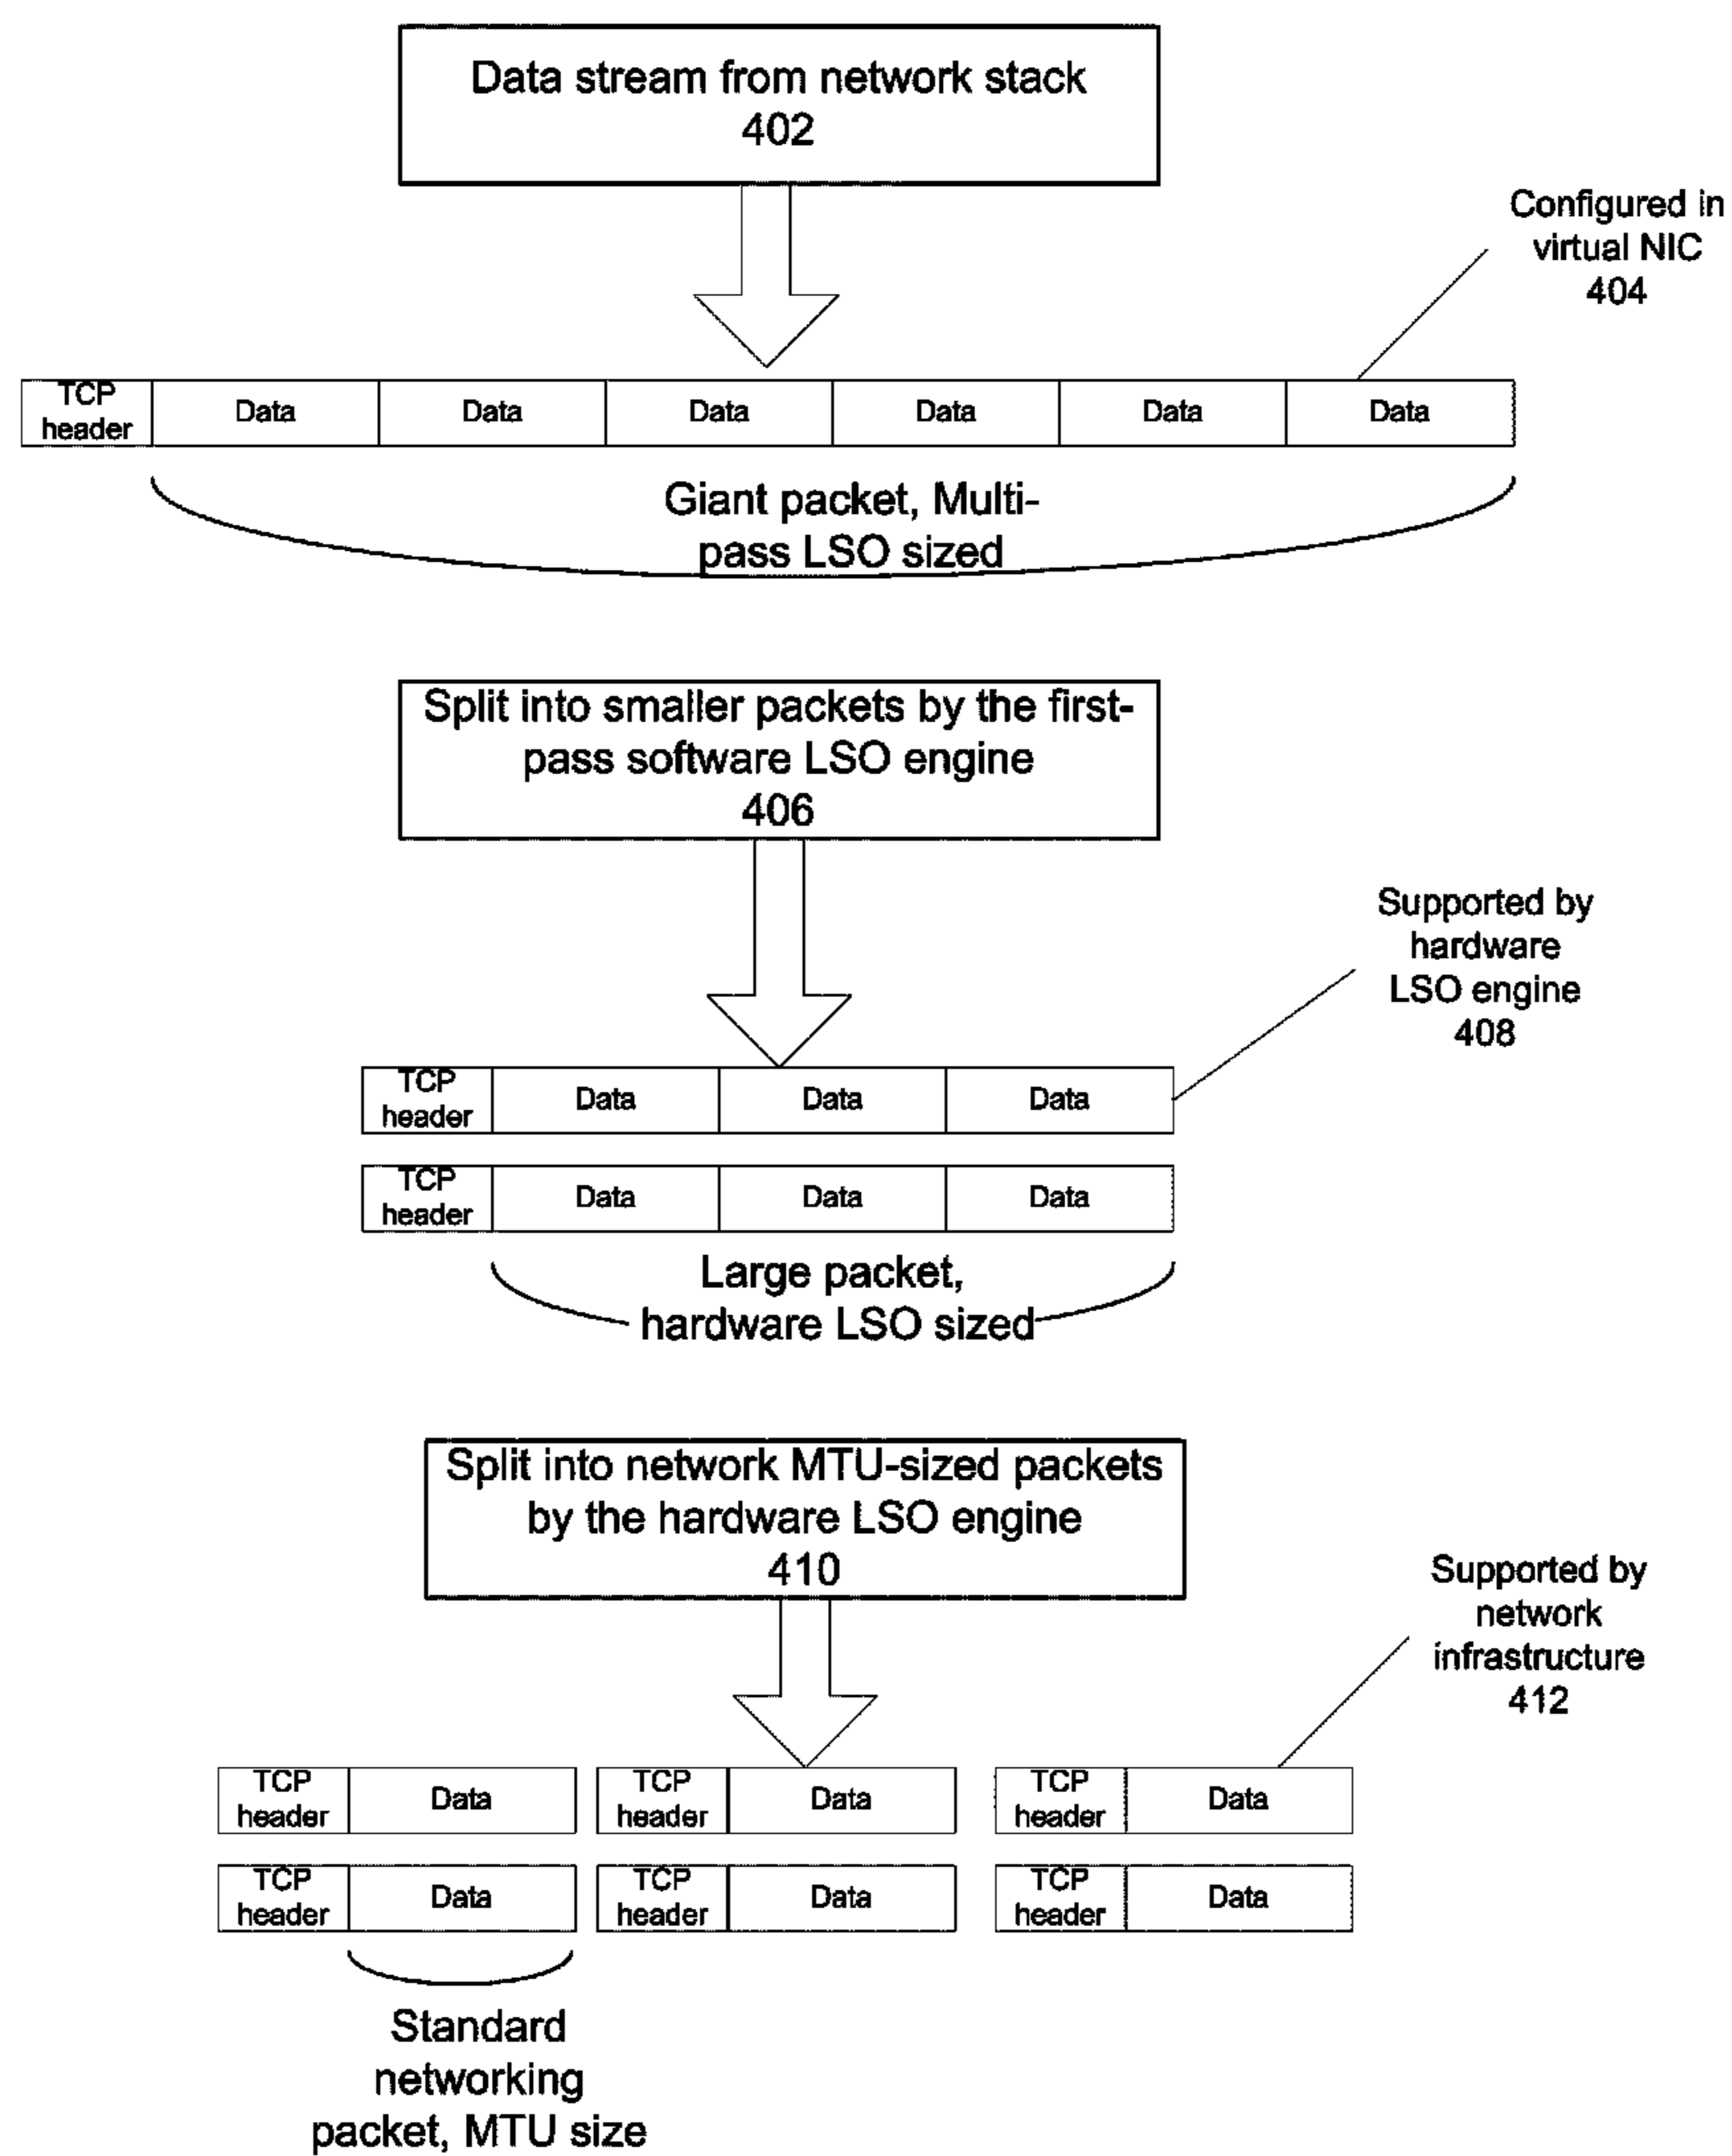 Data stream from network stack
402
Configured in
virtual NIC
404
TCP
header
Data
Data
Data
Data
Data
Data
Giant packet, Multi-
pass LSO sized
Split into smaller packets by the first-
pass software LSO engine
406
Supported by
hardware
LSO engine
408
TCP
header
Data
Data
Data
TCP
header
Data
Data
Data
Large packet,
hardware LSO sized
Split into network MTU-sized packets
by the hardware LSO engine
410
Supported by
network
infrastructure
412
TCP
header
Data
TCP
header
Data
TCP
header
Data
TCP
header
Data
TCP
header
Data
TCP
header
Data
Standard
networking
packet, MTU size